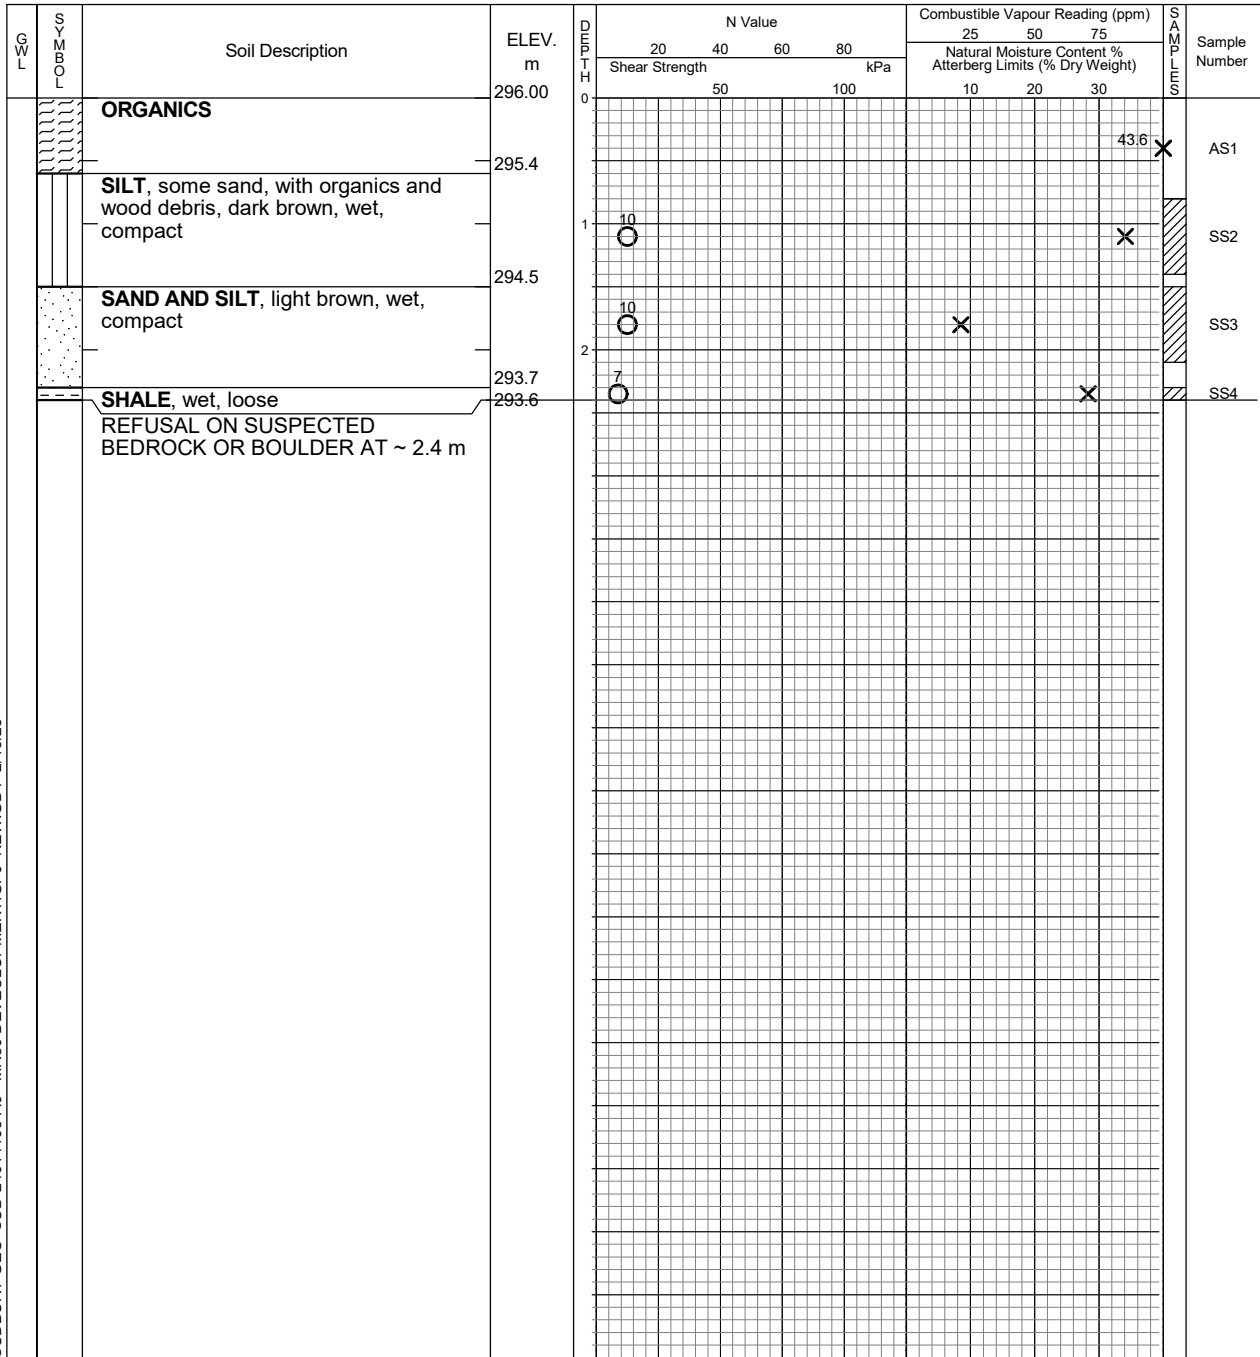 GWL
SYMBOL
Soil Description
ELEV.
m
DEPTH
N Value
20 40 60 80
Shear Strength kPa
50 100
Combustible Vapour Reading (ppm)
25 50 75
Natural Moisture Content %
Atterberg Limits (% Dry Weight)
10 20 30
SAMPLES
Sample
Number
296.00
0
ORGANICS
43.6
AS1
295.4
SILT, some sand, with organics and
wood debris, dark brown, wet,
compact
1
10
SS2
294.5
SAND AND SILT, light brown, wet,
compact
10
SS3
2
293.7
7
SHALE, wet, loose
293.6
SS4
REFUSAL ON SUSPECTED
BEDROCK OR BOULDER AT ~ 2.4 m